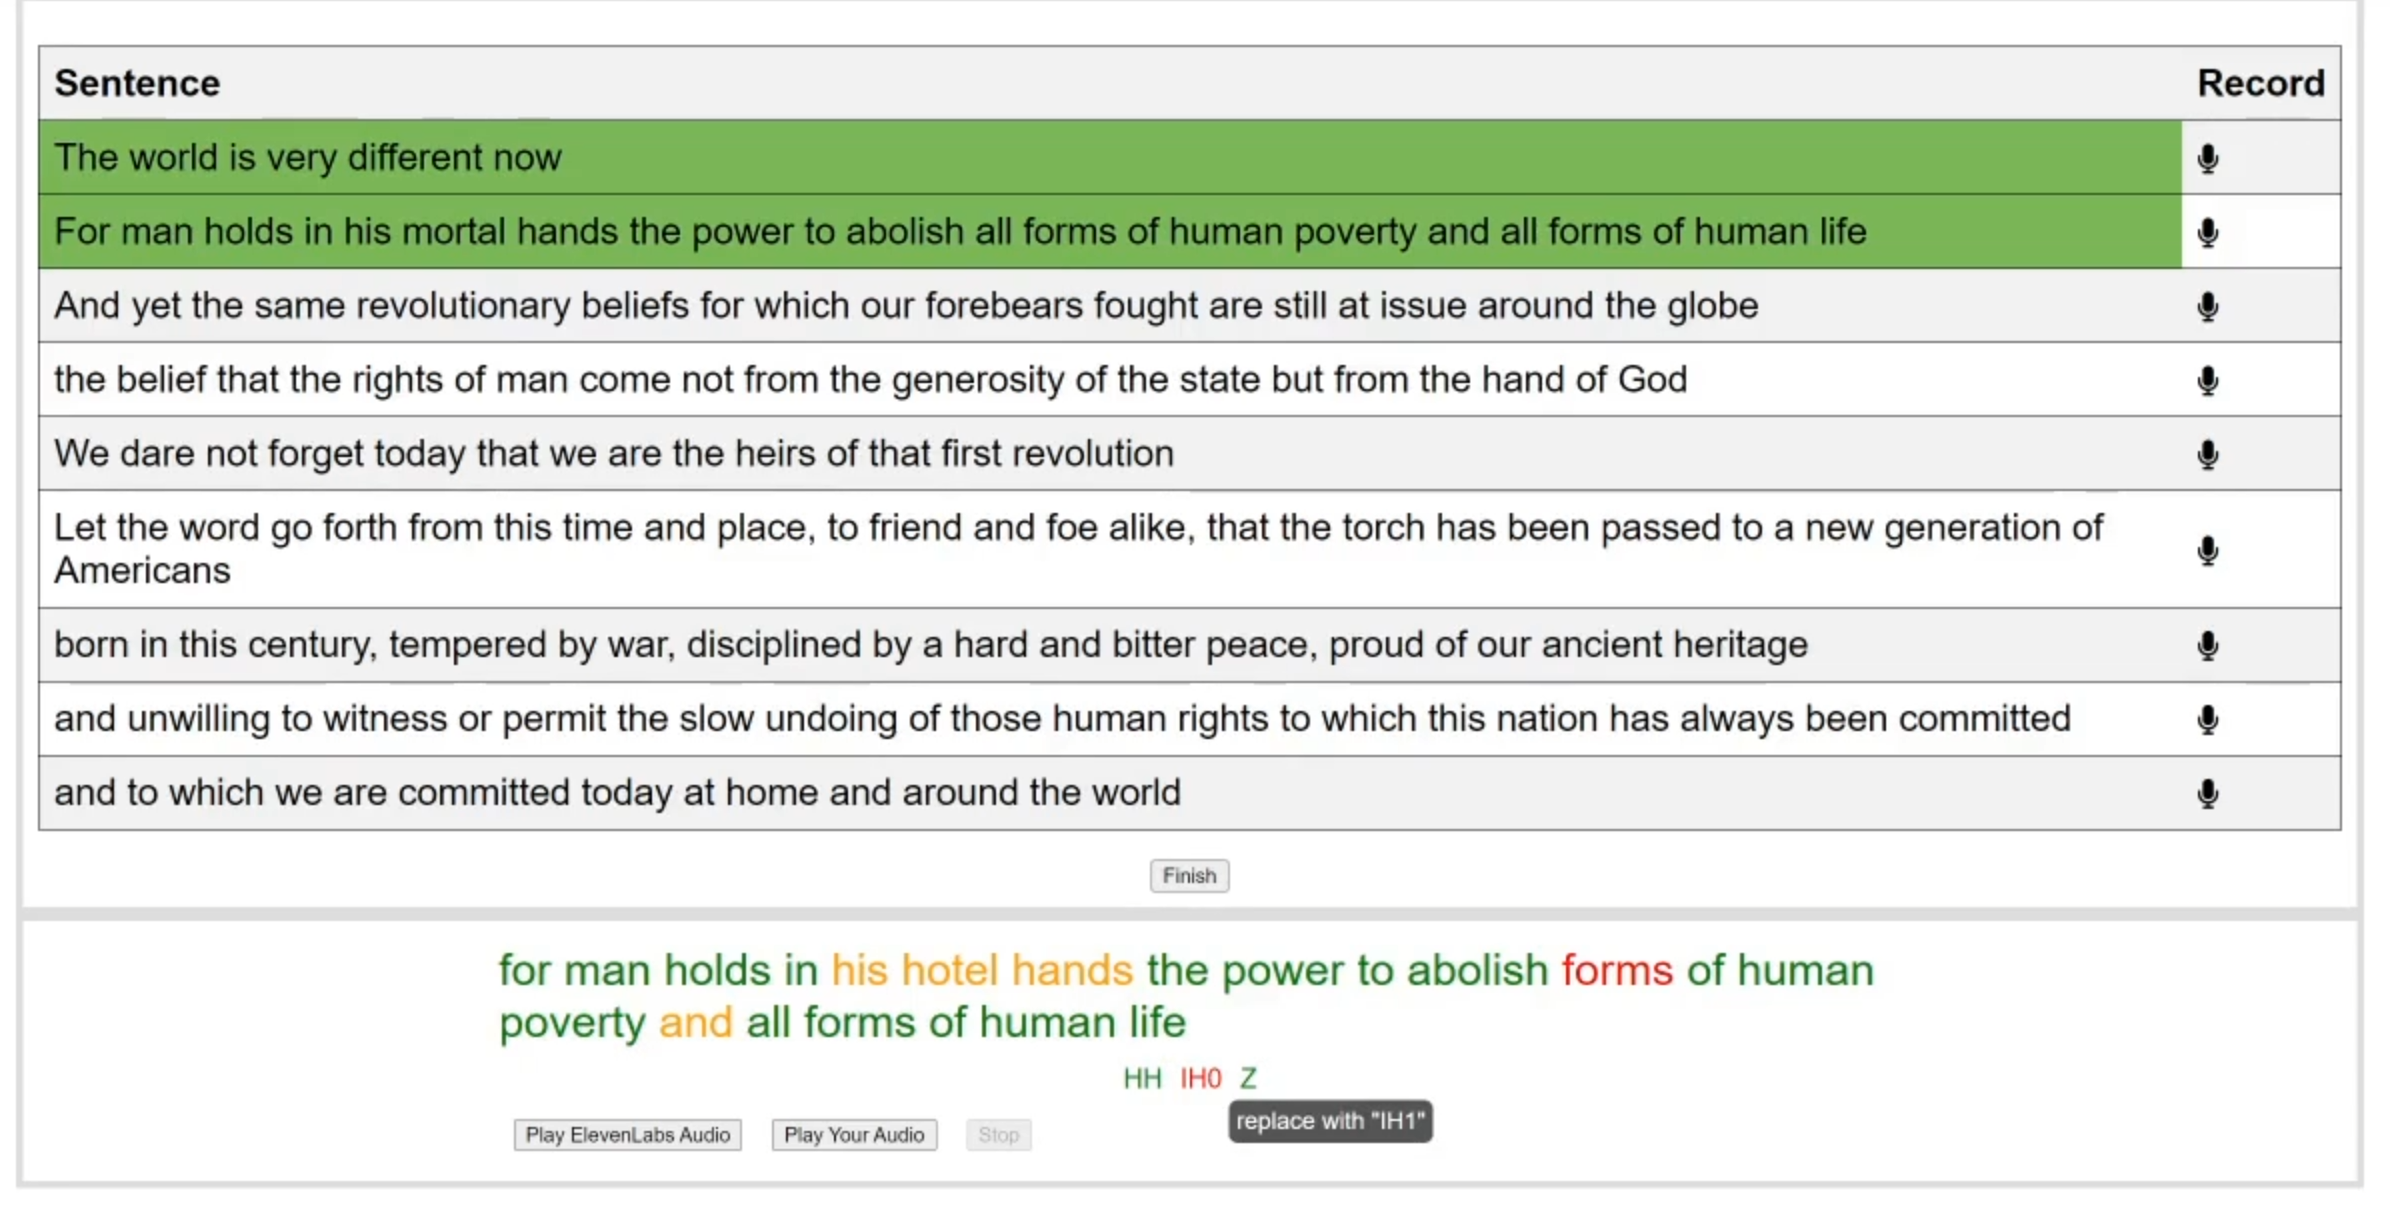 Sentence Record
The world is very different now
For man holds in his mortal hands the power to abolish all forms of human poverty and all forms of human life
And yet the same revolutionary beliefs for which our forebears fought are still at issue around the globe
the belief that the rights of man come not from the generosity of the state but from the hand of God
We dare not forget today that we are the heirs of that first revolution
Let the word go forth from this time and place, to friend and foe alike, that the torch has been passed to a new generation of
Americans
born in this century, tempered by war, disciplined by a hard and bitter peace, proud of our ancient heritage
and unwilling to witness or permit the slow undoing of those human rights to which this nation has always been committed
and to which we are committed today at home and around the world
Finish
for man holds in his hotel hands the power to abolish forms of human
poverty and all forms of human life
HH IH0 Z
replace with "IH1"
Play ElevenLabs Audio Play Your Audio Stop